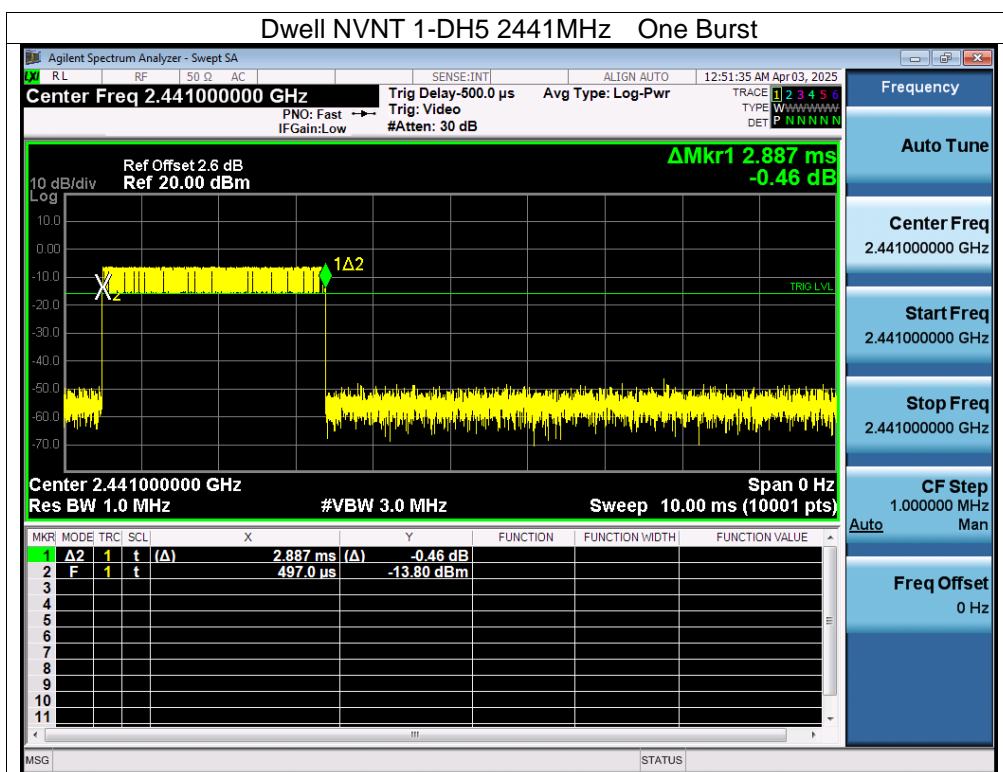 Dwell NVNT 1-DH5 2441MHz One Burst
Agilent Spectrum Analyzer - Swept SA
LXI RL RF 50 Ω AC SENSE:INT ALIGN AUTO 12:51:35 AM Apr 03, 2025
Center Freq 2.441000000 GHz
PNO: Fast
IFGain:Low
Trig Delay-500.0 µs
Trig: Video
#Atten: 30 dB
Avg Type: Log-Pwr
TRACE 1 2 3 4 5 6
TYPE WWWWWW
DET P N N N N N
ΔMkr1 2.887 ms
-0.46 dB
Ref Offset 2.6 dB
10 dB/div Ref 20.00 dBm
Log
10.0
0.00
-10.0
-20.0
-30.0
-40.0
-50.0
-60.0
-70.0
1Δ2
X2
TRIG LVL
Center 2.441000000 GHz Span 0 Hz
Res BW 1.0 MHz #VBW 3.0 MHz Sweep 10.00 ms (10001 pts)
MKR MODE TRC SCL X Y FUNCTION FUNCTION WIDTH FUNCTION VALUE
1 Δ2 1 t (Δ) 2.887 ms (Δ) -0.46 dB
2 F 1 t 497.0 µs -13.80 dBm
3
4
5
6
7
8
9
10
11
MSG STATUS
Frequency
Auto Tune
Center Freq
2.441000000 GHz
Start Freq
2.441000000 GHz
Stop Freq
2.441000000 GHz
CF Step
1.000000 MHz
Auto Man
Freq Offset
0 Hz